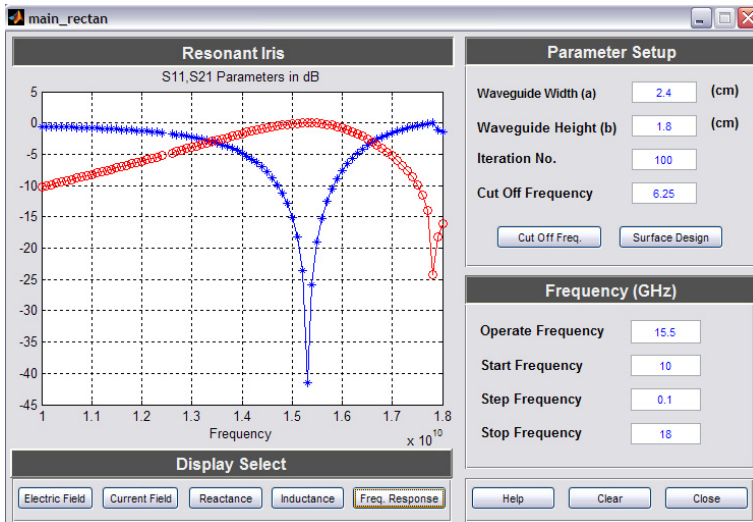 main_rectan
Resonant Iris
S11,S21 Parameters in dB
5
0
-5
-10
-15
-20
-25
-30
-35
-40
-45
1 1.1 1.2 1.3 1.4 1.5 1.6 1.7 1.8
Frequency
x 10^10
Display Select
Electric Field Current Field Reactance Inductance Freq. Response
Parameter Setup
Waveguide Width (a) 2.4 (cm)
Waveguide Height (b) 1.8 (cm)
Iteration No. 100
Cut Off Frequency 6.25
Cut Off Freq. Surface Design
Frequency (GHz)
Operate Frequency 15.5
Start Frequency 10
Step Frequency 0.1
Stop Frequency 18
Help Clear Close